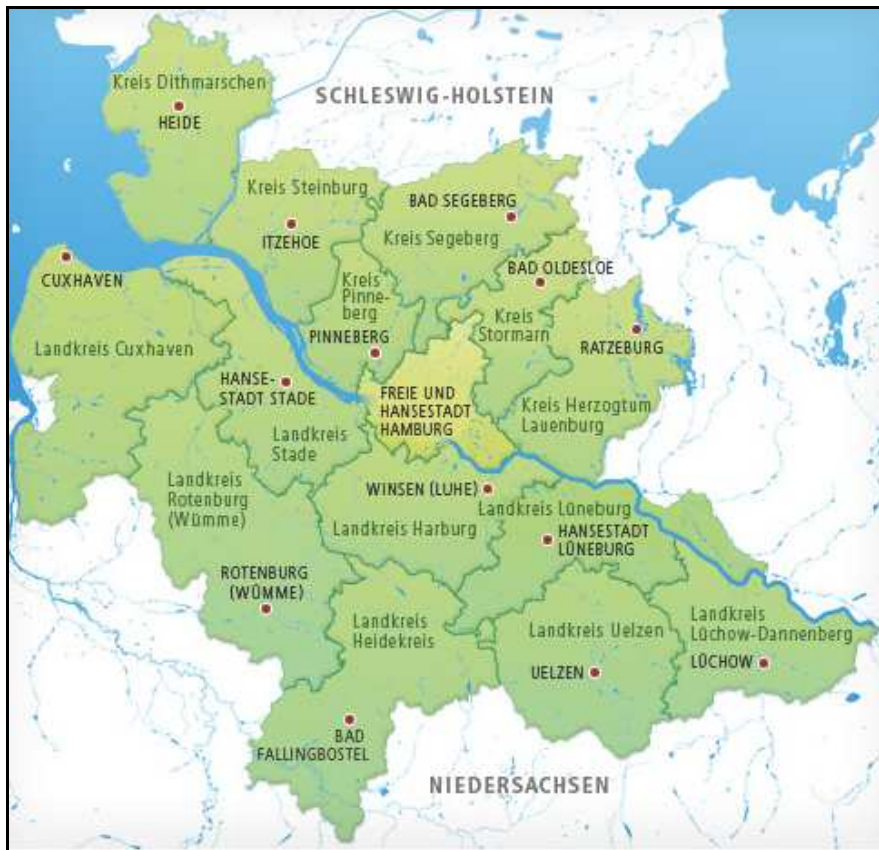 Kreis Dithmarschen
HEIDE
SCHLESWIG-HOLSTEIN
Kreis Steinburg
ITZEHOE
BAD SEGEBERG
Kreis Segeberg
CUXHAVEN
Landkreis Cuxhaven
Kreis
Pinne-
berg
PINNEBERG
BAD OLDESLOE
Kreis
Stormarn
RATZEBURG
HANSE-
STADT STADE
Landkreis
Stade
FREIE UND
HANSESTADT
HAMBURG
Kreis Herzogtum
Lauenburg
Landkreis
Rotenburg
(Wümme)
WINSEN (LUHE)
Landkreis Harburg
Landkreis Lüneburg
HANSESTADT
LÜNEBURG
ROTENBURG
(WÜMME)
Landkreis
Heidekreis
Landkreis Uelzen
UELZEN
Landkreis
Lüchow-Dannenberg
LÜCHOW
BAD
FALLINGBOSTEL
NIEDERSACHSEN